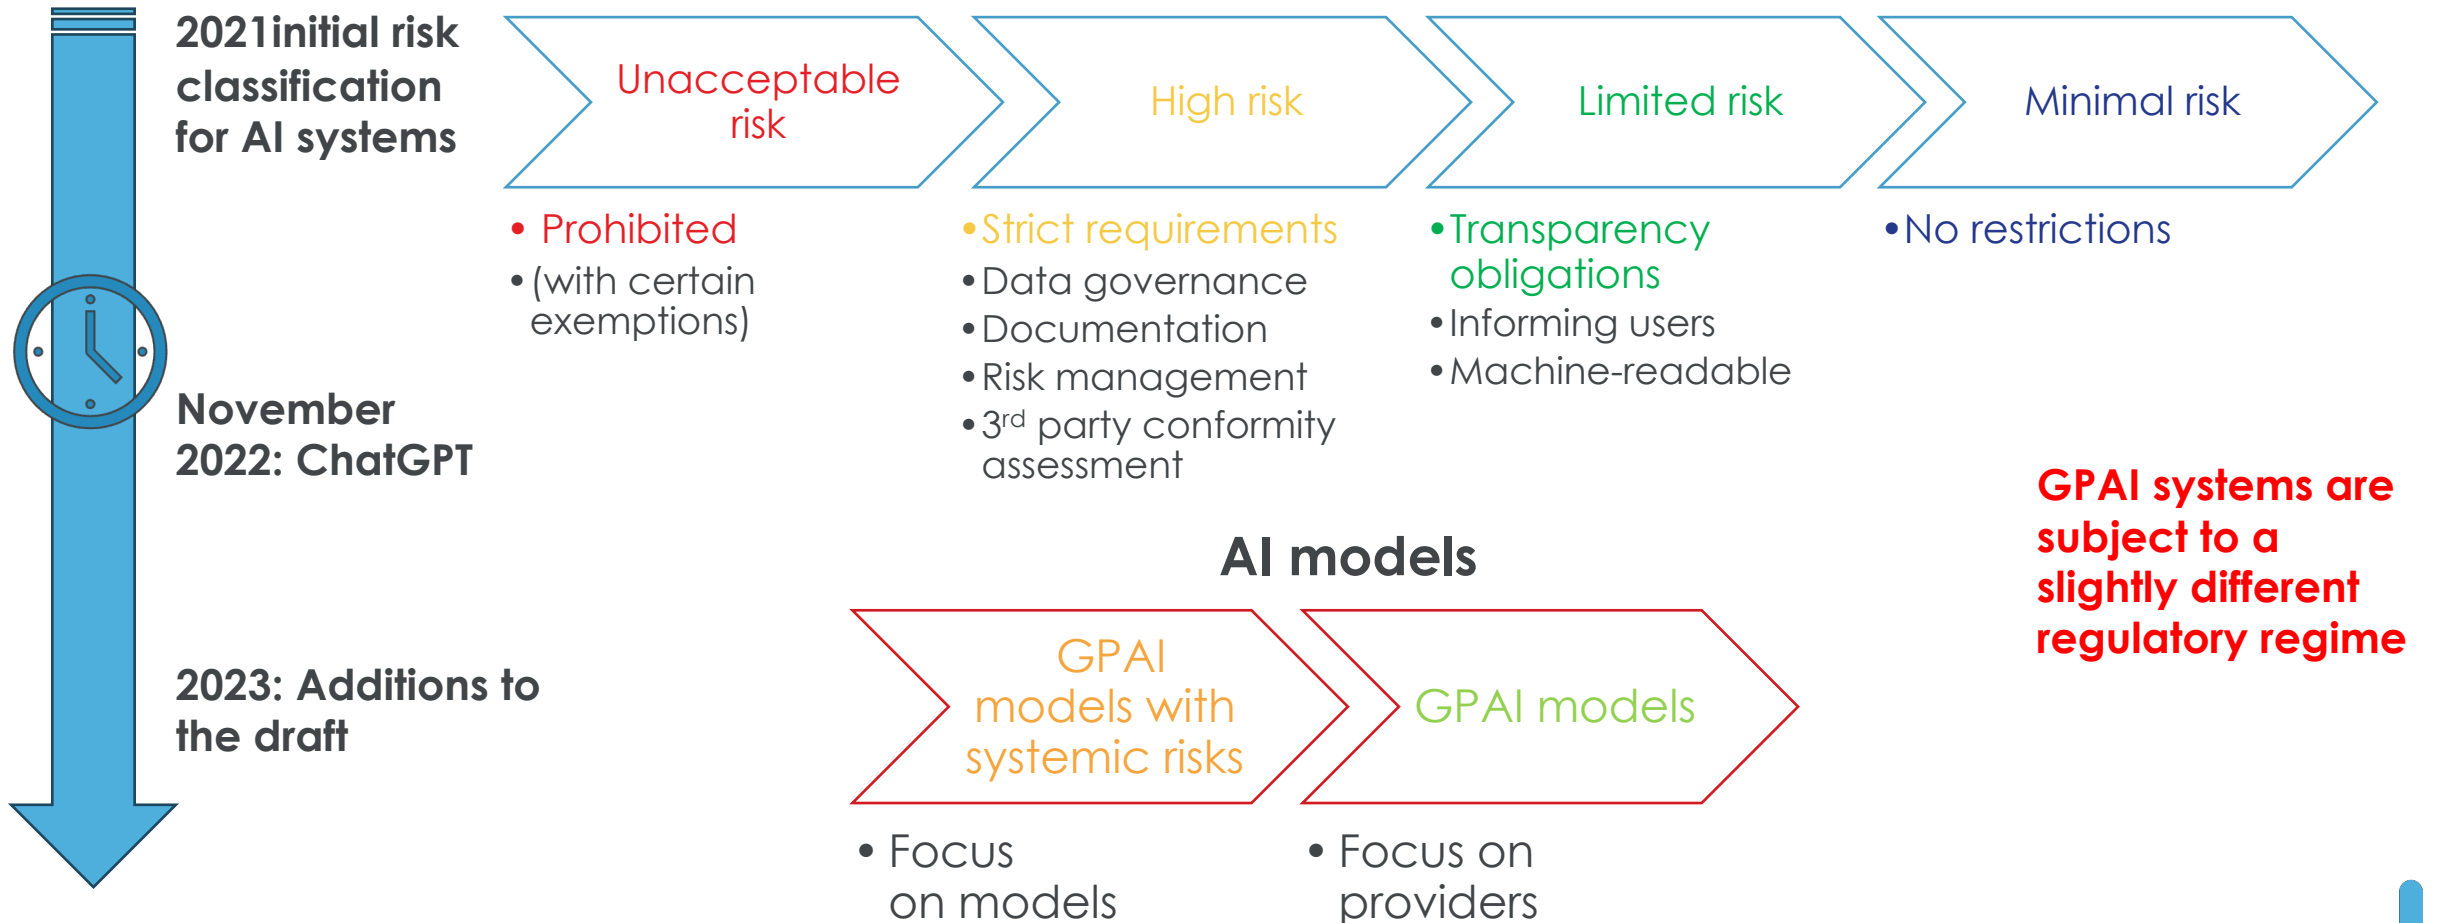 2021initial risk
classification
for AI systems
Unacceptable
risk
High risk
Limited risk
Minimal risk
• Prohibited
• (with certain
exemptions)
• Strict requirements
• Data governance
• Documentation
• Risk management
• 3rd party conformity
assessment
• Transparency
obligations
• Informing users
• Machine-readable
• No restrictions
November
2022: ChatGPT
GPAI systems are
subject to a
slightly different
regulatory regime
AI models
2023: Additions to
the draft
GPAI
models with
systemic risks
GPAI models
• Focus
on models
• Focus on
providers